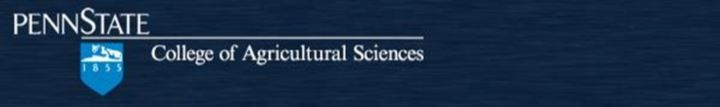 PENNSTATE
1855
College of Agricultural Sciences